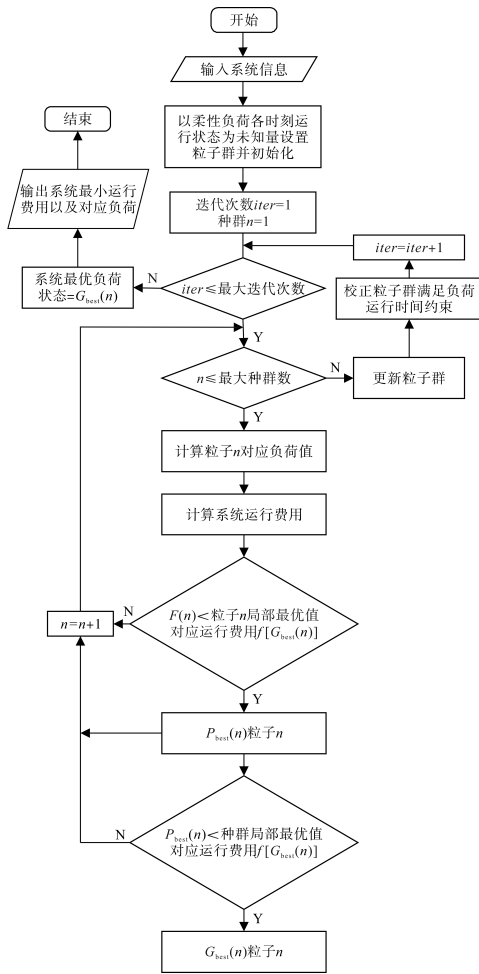 开始
输入系统信息
以柔性负荷各时刻运
行状态为未知量设置
粒子群并初始化
迭代次数iter=1
种群n=1
iter≤最大迭代次数
N
Y
系统最优负荷
状态=Gbest(n)
输出系统最小运行
费用以及对应负荷
结束
n≤最大种群数
N
Y
更新粒子群
校正粒子群满足负荷
运行时间约束
iter=iter+1
计算粒子n对应负荷值
计算系统运行费用
F(n)<粒子n局部最优值
对应运行费用f[Gbest(n)]
N
Y
n=n+1
Pbest(n)粒子n
Pbest(n)<种群局部最优值
对应运行费用f[Gbest(n)]
N
Y
Gbest(n)粒子n